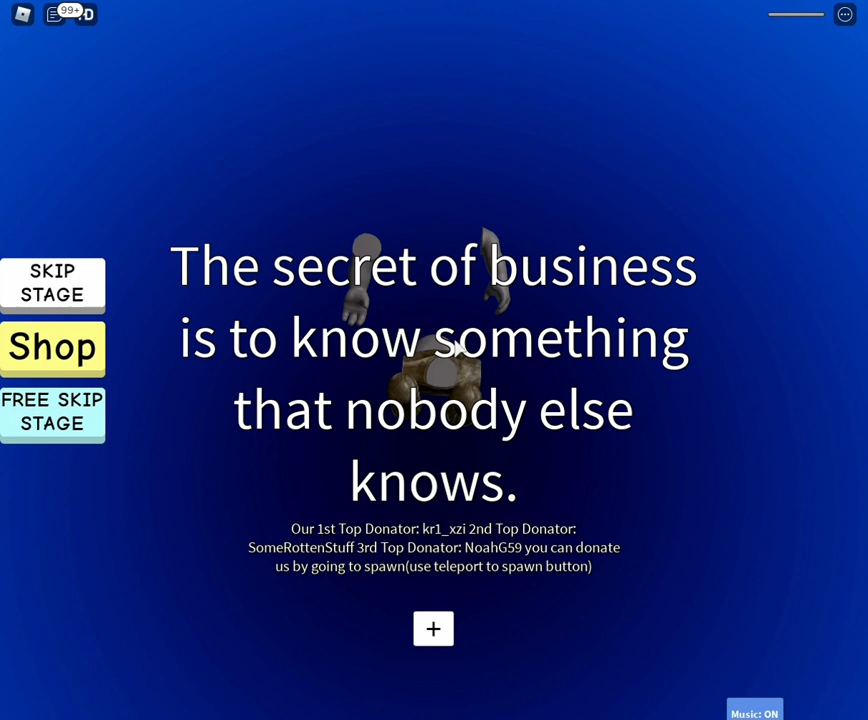 99+
SKIP
STAGE
Shop
FREE SKIP
STAGE
The secret of business
is to know something
that nobody else
knows.
Our 1st Top Donator: kr1_xzi 2nd Top Donator:
SomeRottenStuff 3rd Top Donator: NoahG59 you can donate
us by going to spawn(use teleport to spawn button)
+
Music: ON